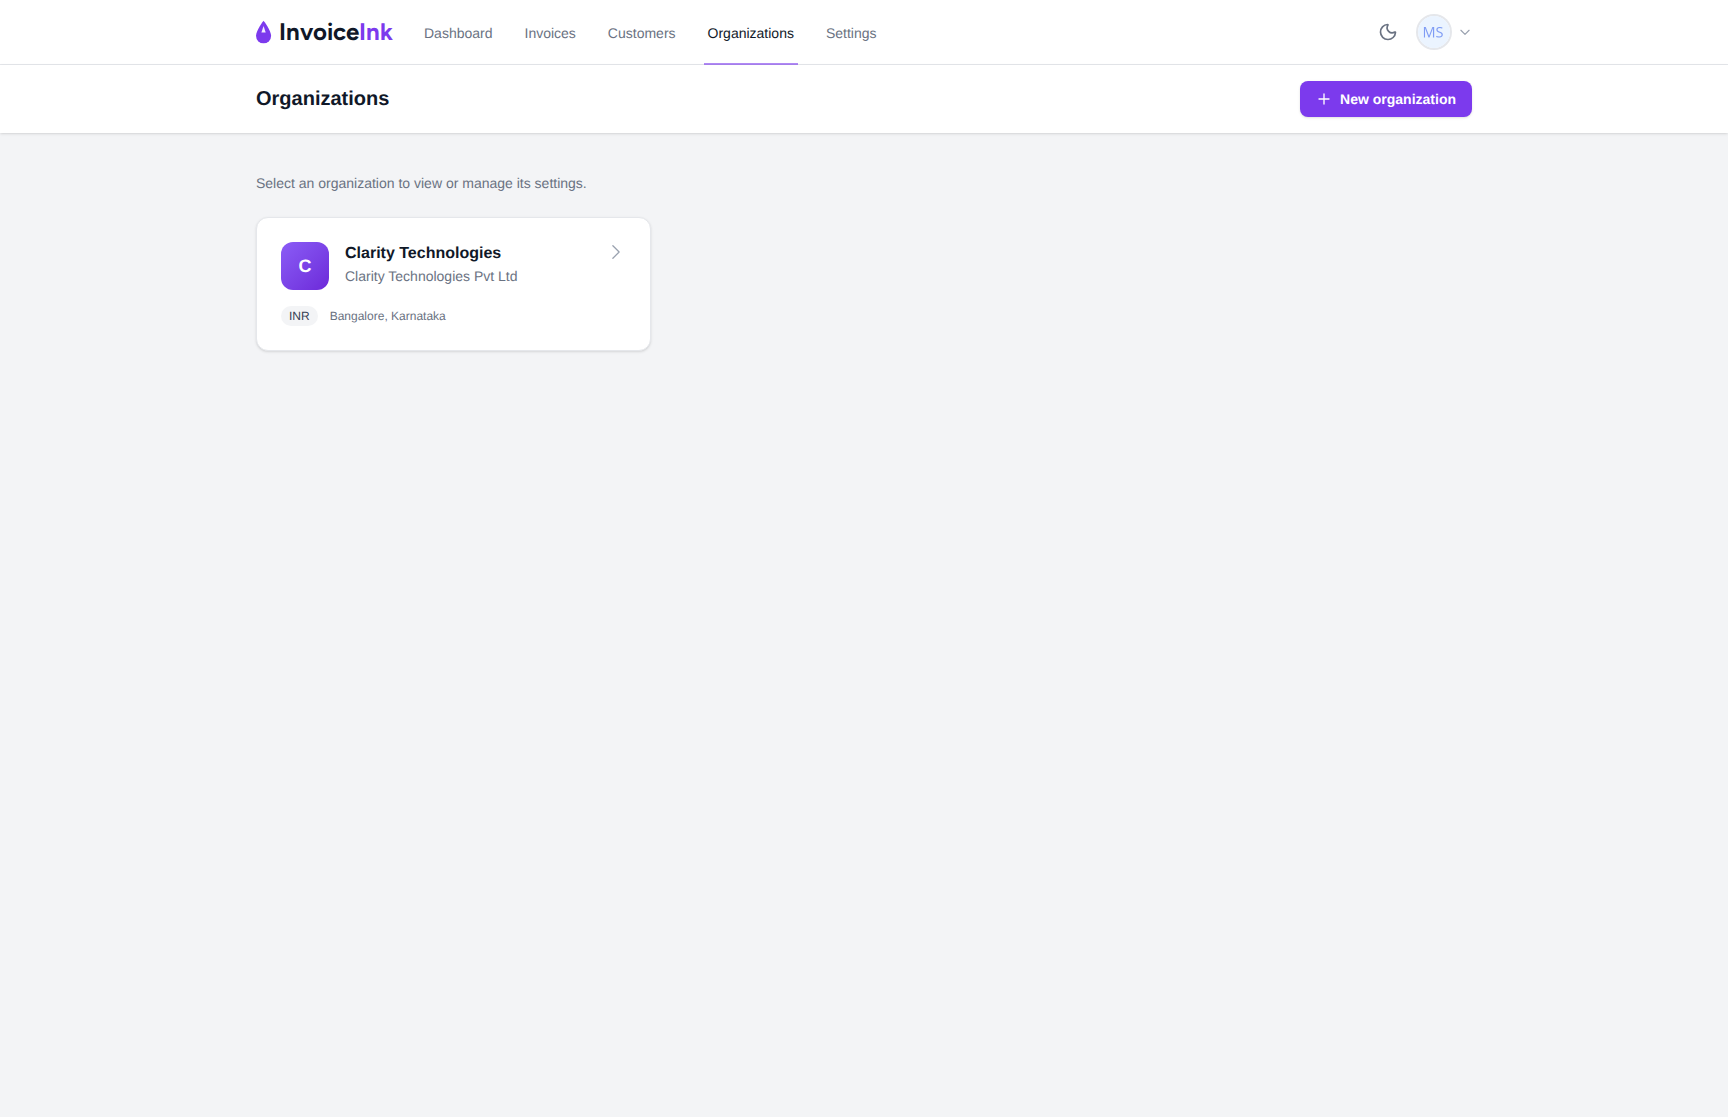 InvoiceInk
Dashboard
Invoices
Customers
Organizations
Settings
MS
Organizations
New organization
Select an organization to view or manage its settings.
C
Clarity Technologies
Clarity Technologies Pvt Ltd
INR
Bangalore, Karnataka